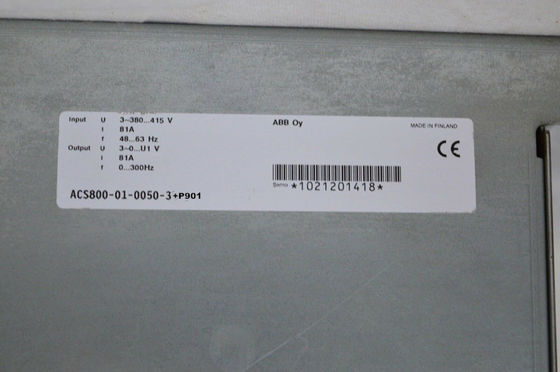 Input U 3~380...415 V
I 81A
f 48...63 Hz
Output U 3~0...U1 V
I 81A
f 0...300Hz
ACS800-01-0050-3+P901
ABB Oy
MADE IN FINLAND
CE
Serno *1021201418*